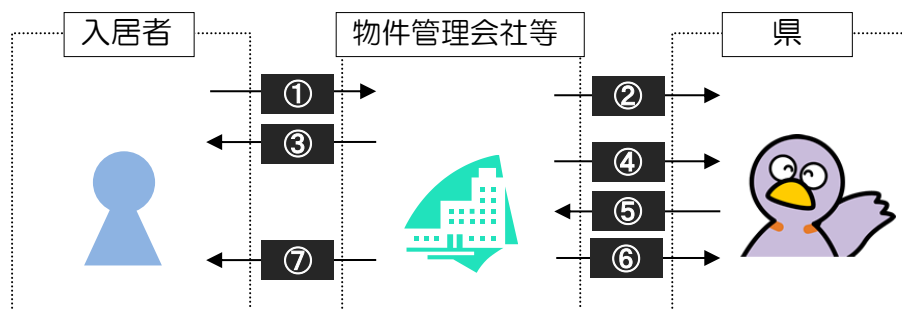 入居者
物件管理会社等
県
①
②
③
④
⑤
⑦
⑥